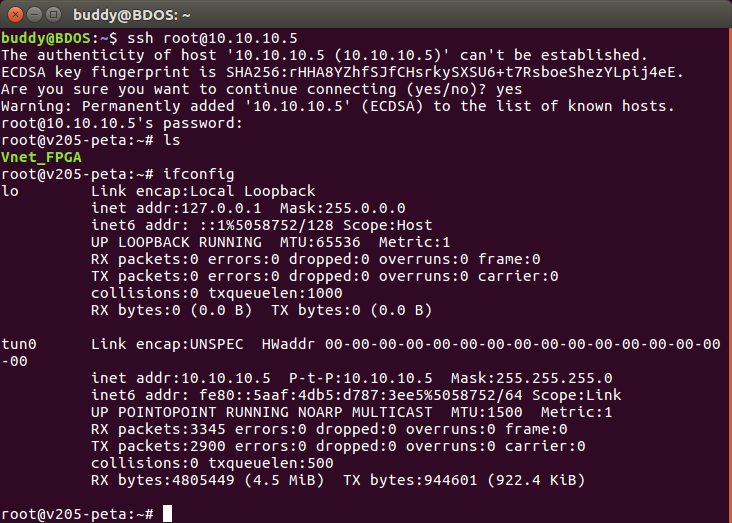 buddy@BDOS: ~
buddy@BDOS:~$ ssh root@10.10.10.5
The authenticity of host '10.10.10.5 (10.10.10.5)' can't be established.
ECDSA key fingerprint is SHA256:rHHA8YZhfSJfCHsrkySXSU6+t7RsboeShezYLpij4eE.
Are you sure you want to continue connecting (yes/no)? yes
Warning: Permanently added '10.10.10.5' (ECDSA) to the list of known hosts.
root@10.10.10.5's password:
root@v205-peta:~# ls
Vnet_FPGA
root@v205-peta:~# ifconfig
lo        Link encap:Local Loopback
          inet addr:127.0.0.1  Mask:255.0.0.0
          inet6 addr: ::1%5058752/128 Scope:Host
          UP LOOPBACK RUNNING  MTU:65536  Metric:1
          RX packets:0 errors:0 dropped:0 overruns:0 frame:0
          TX packets:0 errors:0 dropped:0 overruns:0 carrier:0
          collisions:0 txqueuelen:1000
          RX bytes:0 (0.0 B)  TX bytes:0 (0.0 B)
tun0      Link encap:UNSPEC  HWaddr 00-00-00-00-00-00-00-00-00-00-00-00-00-00-00
-00
          inet addr:10.10.10.5  P-t-P:10.10.10.5  Mask:255.255.255.0
          inet6 addr: fe80::5aaf:4db5:d787:3ee5%5058752/64 Scope:Link
          UP POINTOPOINT RUNNING NOARP MULTICAST  MTU:1500  Metric:1
          RX packets:3345 errors:0 dropped:0 overruns:0 frame:0
          TX packets:2900 errors:0 dropped:0 overruns:0 carrier:0
          collisions:0 txqueuelen:500
          RX bytes:4805449 (4.5 MiB)  TX bytes:944601 (922.4 KiB)
root@v205-peta:~#